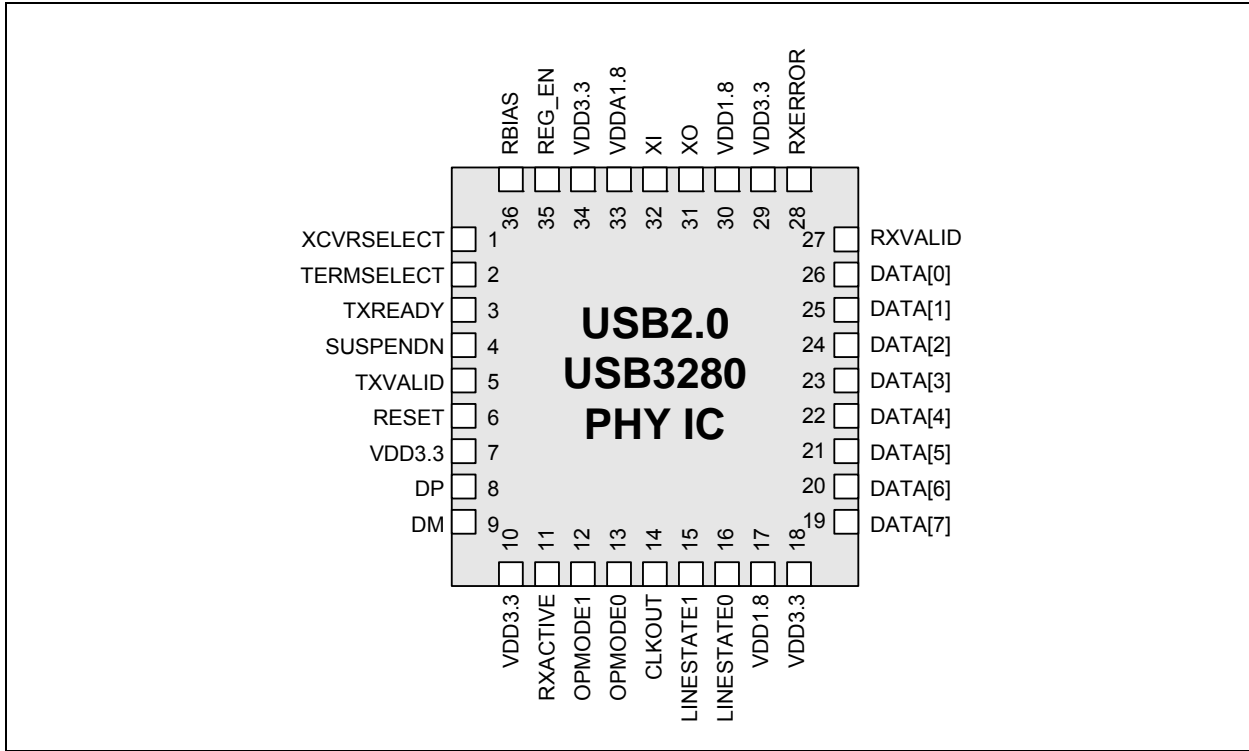 RBIAS
REG_EN
VDD3.3
VDDA1.8
XI
XO
VDD1.8
VDD3.3
RXERROR
36
35
34
33
32
31
30
29
28
XCVRSELECT 1
TERMSELECT 2
TXREADY 3
SUSPENDN 4
TXVALID 5
RESET 6
VDD3.3 7
DP 8
DM 9
USB2.0
USB3280
PHY IC
27 RXVALID
26 DATA[0]
25 DATA[1]
24 DATA[2]
23 DATA[3]
22 DATA[4]
21 DATA[5]
20 DATA[6]
19 DATA[7]
10
11
12
13
14
15
16
17
18
VDD3.3
RXACTIVE
OPMODE1
OPMODE0
CLKOUT
LINESTATE1
LINESTATE0
VDD1.8
VDD3.3